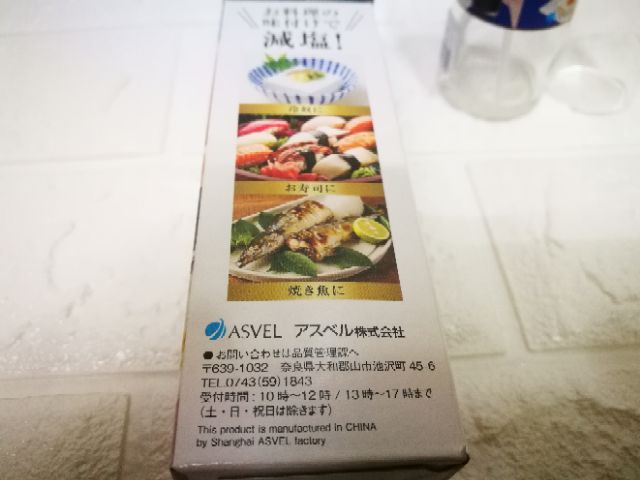 お料理の
味付けで
減塩!
冷奴に
お寿司に
焼き魚に
ASVEL アスベル株式会社
●お問い合わせは品質管理課へ
〒639-1032 奈良県大和郡山市池沢町 45-6
TEL0743(59)1843
受付時間:10時〜12時/13時〜17時まで
(土・日・祝日は除きます)
This product is manufactured in CHINA
by Shanghai ASVEL factory